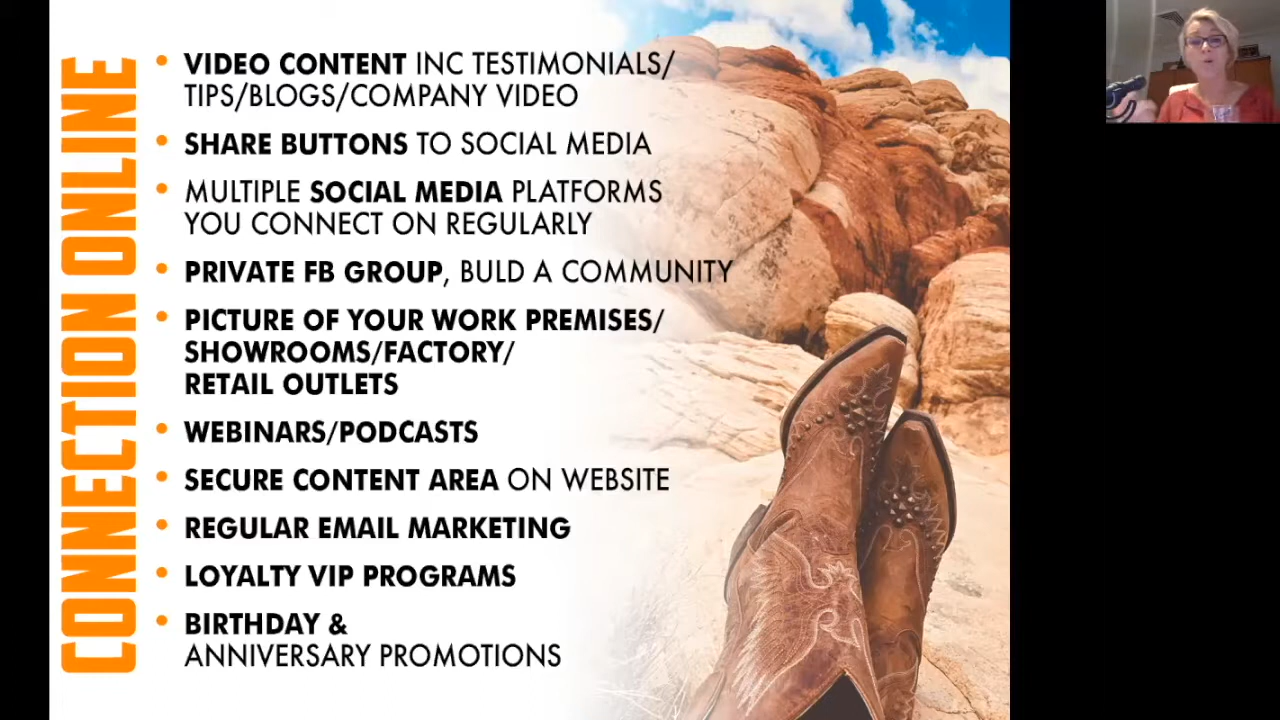 CONNECTION ONLINE
• VIDEO CONTENT INC TESTIMONIALS/
TIPS/BLOGS/COMPANY VIDEO
• SHARE BUTTONS TO SOCIAL MEDIA
• MULTIPLE SOCIAL MEDIA PLATFORMS
YOU CONNECT ON REGULARLY
• PRIVATE FB GROUP, BULD A COMMUNITY
• PICTURE OF YOUR WORK PREMISES/
SHOWROOMS/FACTORY/
RETAIL OUTLETS
• WEBINARS/PODCASTS
• SECURE CONTENT AREA ON WEBSITE
• REGULAR EMAIL MARKETING
• LOYALTY VIP PROGRAMS
• BIRTHDAY &
ANNIVERSARY PROMOTIONS